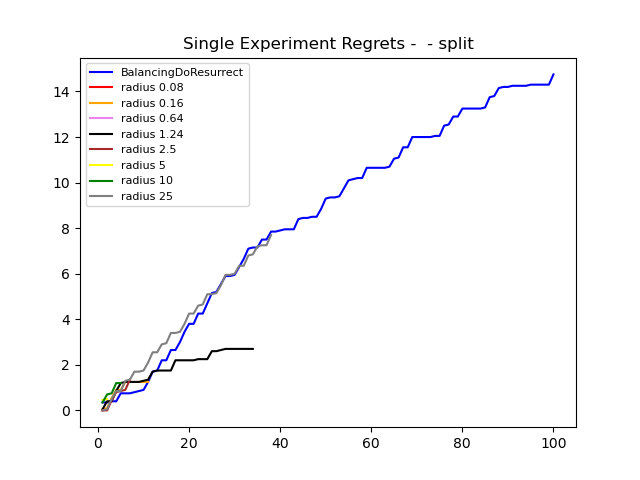 Single Experiment Regrets -  - split
BalancingDoResurrect
radius 0.08
radius 0.16
radius 0.64
radius 1.24
radius 2.5
radius 5
radius 10
radius 25
14
12
10
8
6
4
2
0
0 20 40 60 80 100